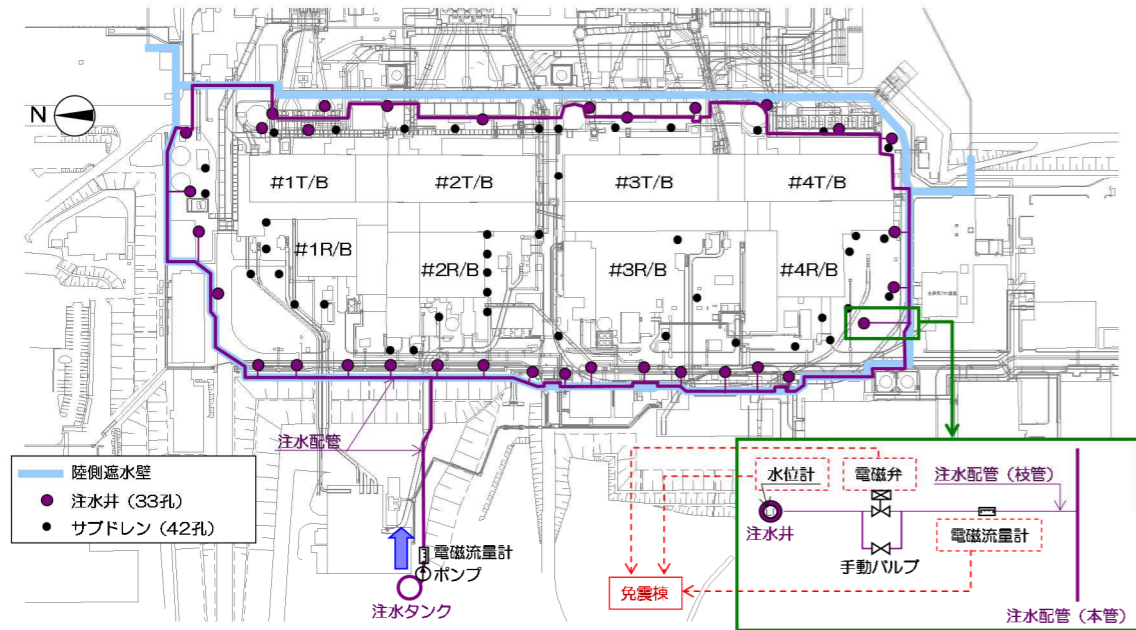 N
#1T/B
#2T/B
#3T/B
#4T/B
#1R/B
#2R/B
#3R/B
#4R/B
注水配管
陸側遮水壁
注水井（33孔）
サブドレン（42孔）
電磁流量計
ポンプ
注水タンク
水位計
電磁弁
注水配管（枝管）
注水井
電磁流量計
手動バルブ
免震棟
注水配管（本管）